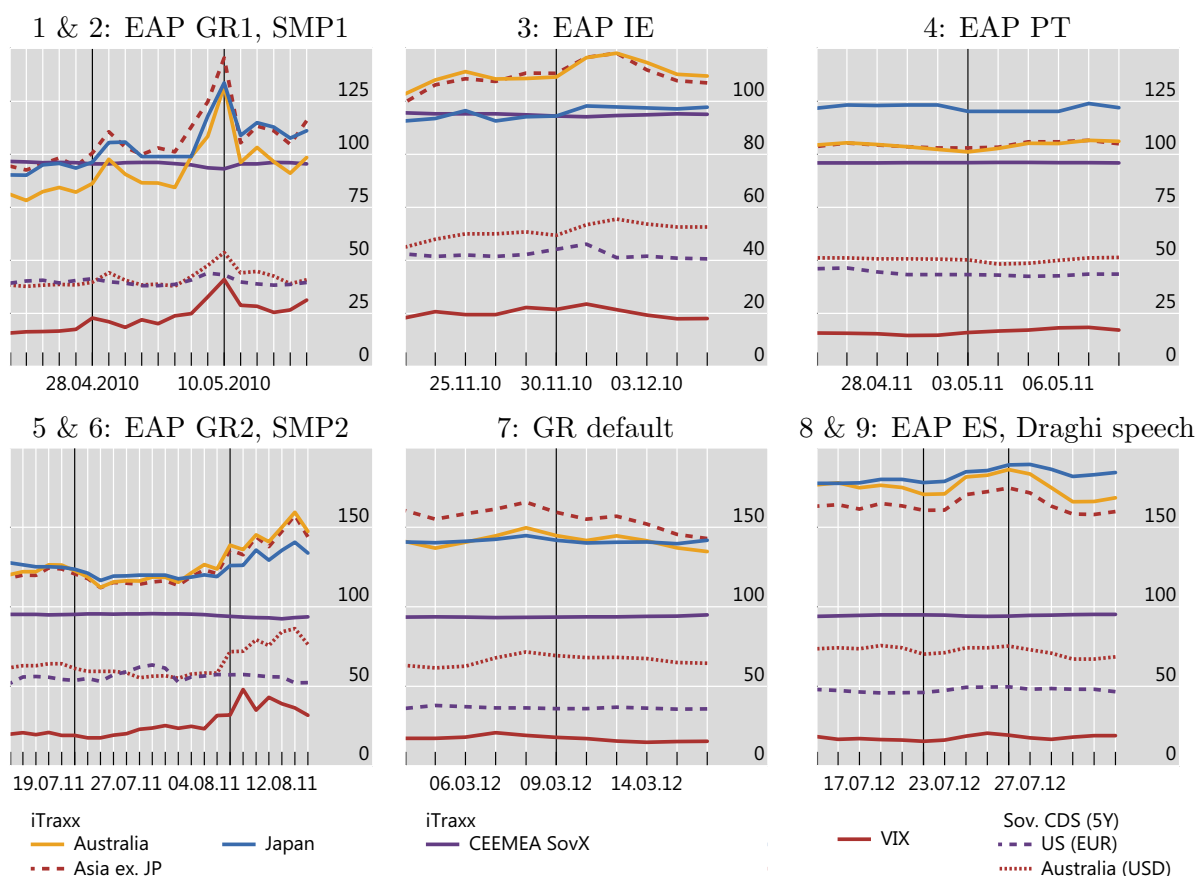 1 & 2: EAP GR1, SMP1
125
100
75
50
25
0
28.04.2010 10.05.2010
3: EAP IE
100
80
60
40
20
0
25.11.10 30.11.10 03.12.10
4: EAP PT
125
100
75
50
25
0
28.04.11 03.05.11 06.05.11
5 & 6: EAP GR2, SMP2
150
100
50
0
19.07.11 27.07.11 04.08.11 12.08.11
7: GR default
150
100
50
0
06.03.12 09.03.12 14.03.12
8 & 9: EAP ES, Draghi speech
150
100
50
0
17.07.12 23.07.12 27.07.12
iTraxx
Australia Japan
Asia ex. JP
iTraxx
CEEMEA SovX
VIX
Sov. CDS (5Y)
US (EUR)
Australia (USD)